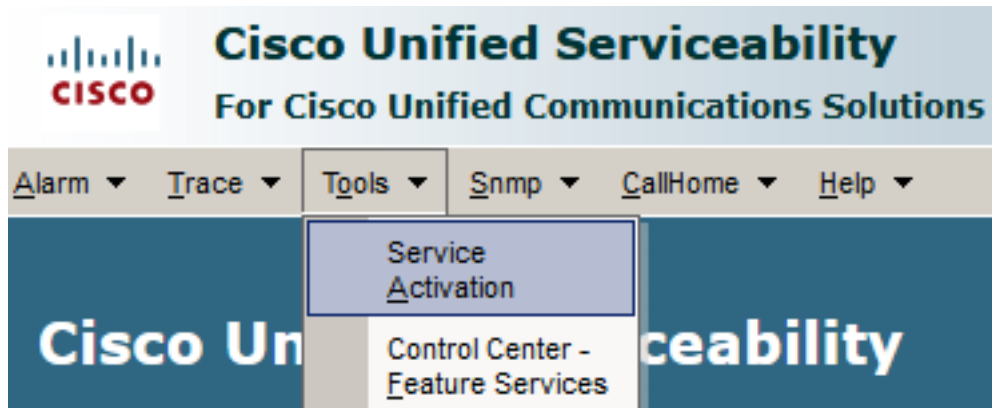 Cisco Unified Serviceability
CISCO
For Cisco Unified Communications Solutions
Alarm Trace Tools Snmp CallHome Help
Service
Activation
Cisco Un ceability
Control Center -
Feature Services